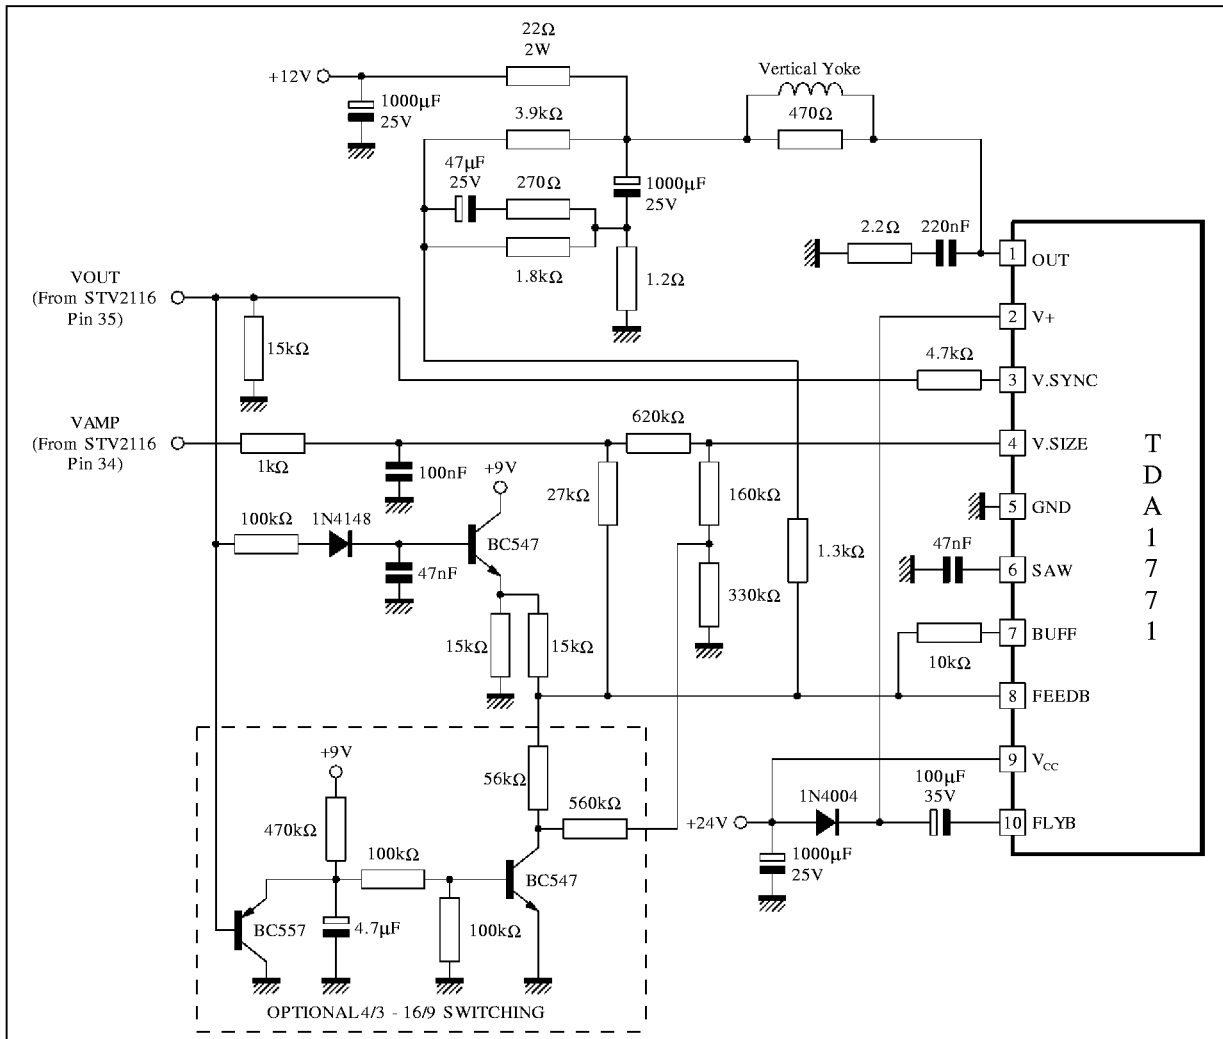 22Ω
2W
+12V
1000µF
25V
Vertical Yoke
470Ω
3.9kΩ
47µF
25V
270Ω
1000µF
25V
1.8kΩ
1.2Ω
2.2Ω
220nF
1
OUT
VOUT
(From STV2116
Pin 35)
15kΩ
2
V+
4.7kΩ
3
V.SYNC
VAMP
(From STV2116
Pin 34)
1kΩ
100nF
620kΩ
4
V.SIZE
+9V
27kΩ
160kΩ
5
GND
100kΩ
1N4148
BC547
47nF
1.3kΩ
47nF
6
SAW
330kΩ
15kΩ
15kΩ
7
BUFF
10kΩ
8
FEEDB
TDA1771
+9V
56kΩ
560kΩ
9
VCC
470kΩ
100kΩ
+24V
1N4004
100µF
35V
10
FLYB
1000µF
25V
BC547
BC557
4.7µF
100kΩ
OPTIONAL 4/3 - 16/9 SWITCHING